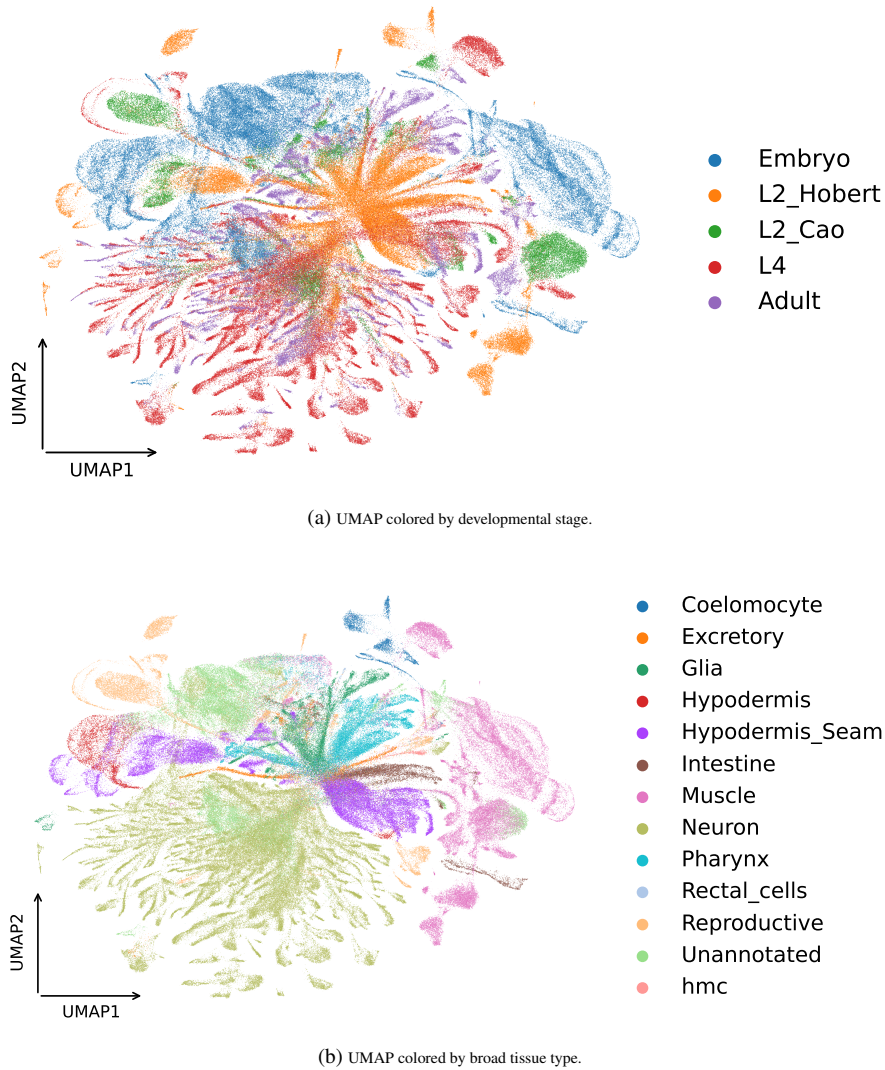 Embryo
L2_Hobert
L2_Cao
L4
Adult
UMAP2
UMAP1
(a) UMAP colored by developmental stage.
Coelomocyte
Excretory
Glia
Hypodermis
Hypodermis_Seam
Intestine
Muscle
Neuron
Pharynx
Rectal_cells
Reproductive
Unannotated
hmc
UMAP2
UMAP1
(b) UMAP colored by broad tissue type.